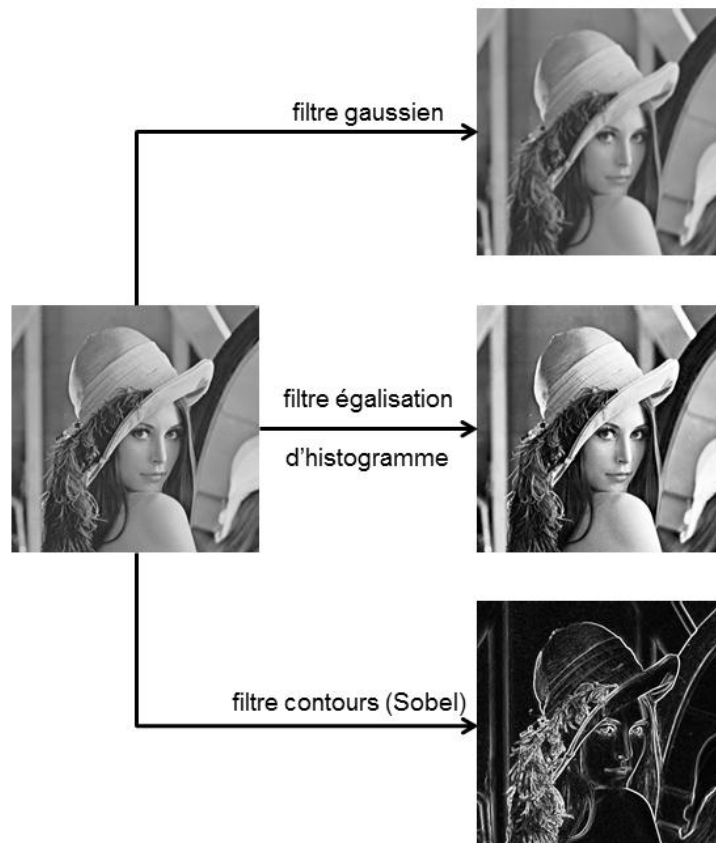 filtre gaussien
filtre égalisation
d’histogramme
filtre contours (Sobel)